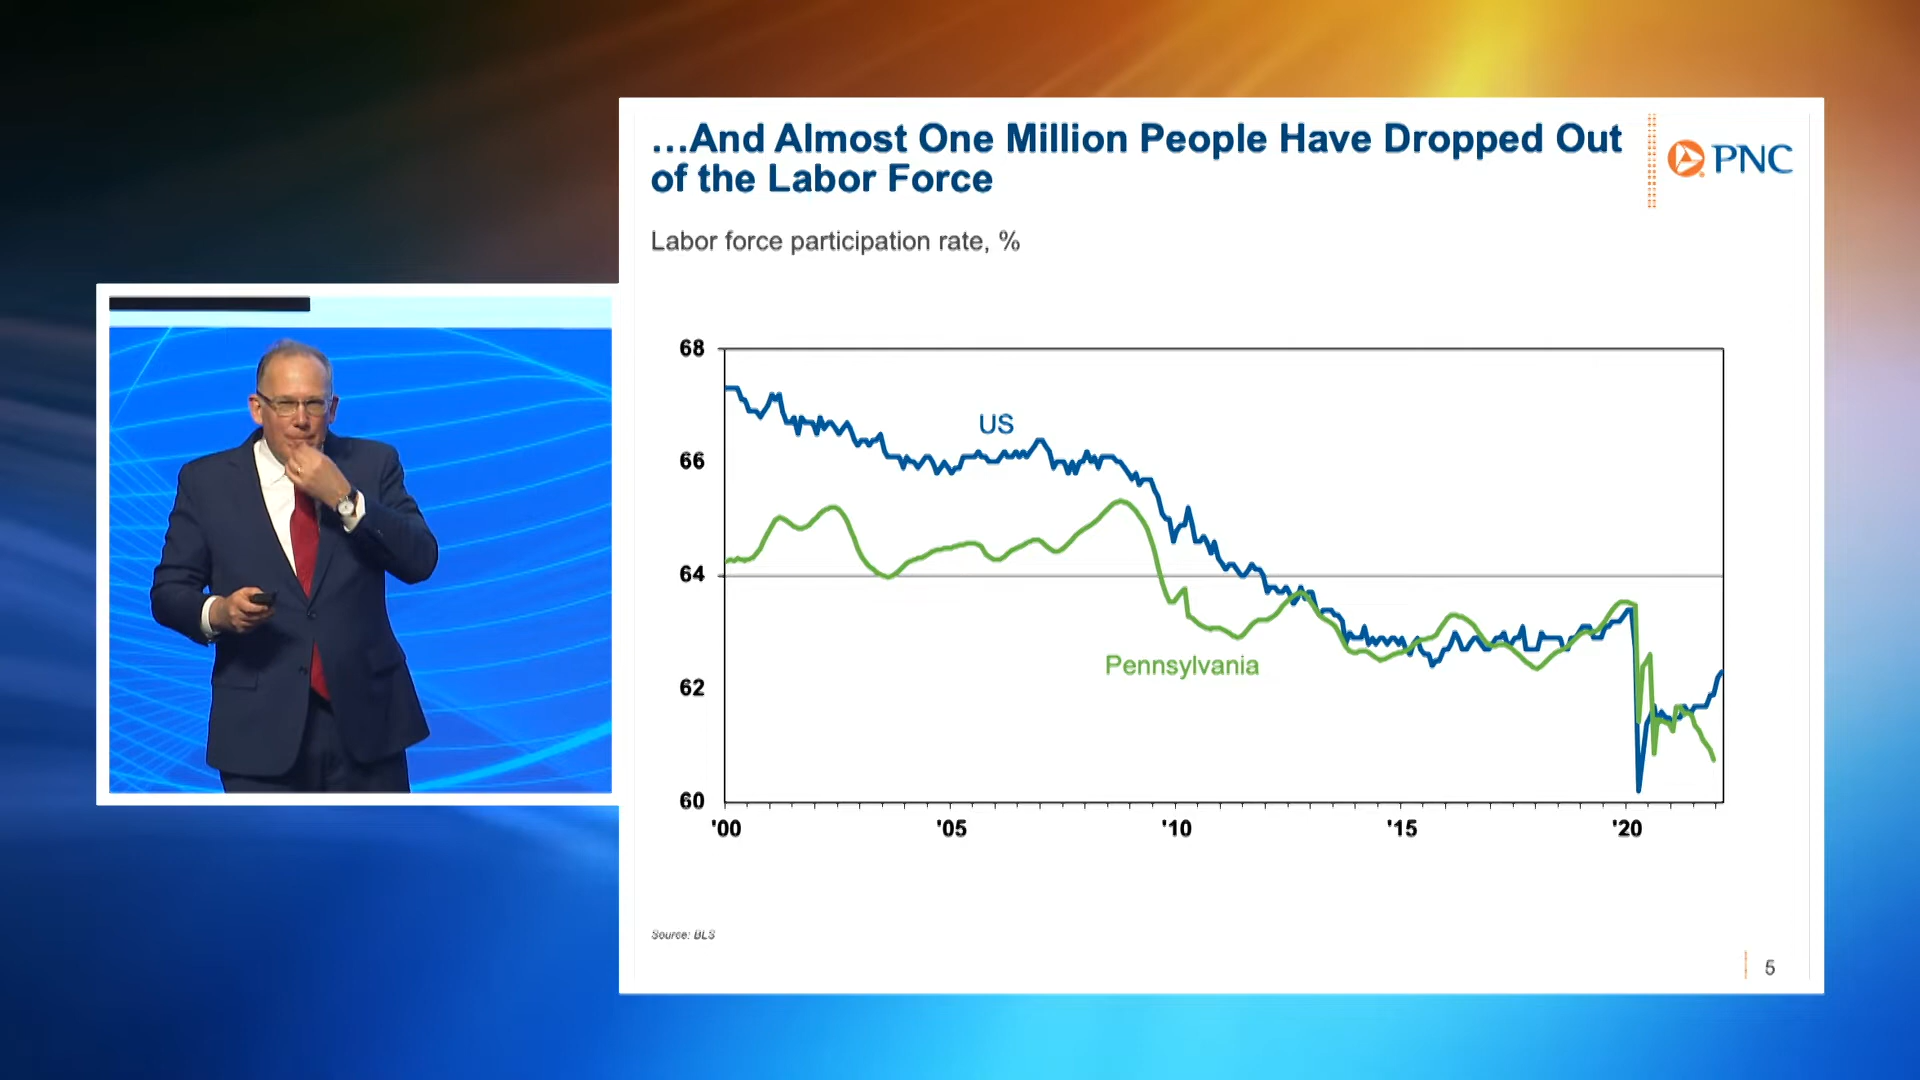 …And Almost One Million People Have Dropped Out
of the Labor Force
PNC
Labor force participation rate, %
68
66
64
62
60
US
Pennsylvania
'00 '05 '10 '15 '20
Source: BLS
5